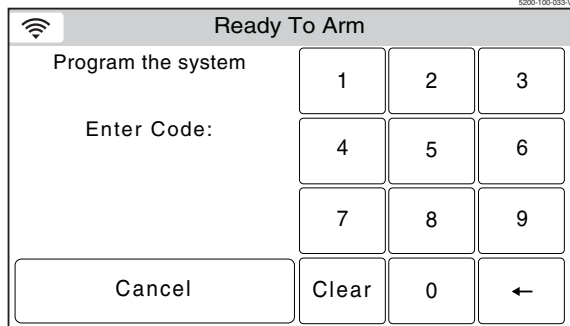 5200-100-033-V
Ready To Arm
Program the system
Enter Code:
1 2 3
4 5 6
7 8 9
Cancel Clear 0 ←